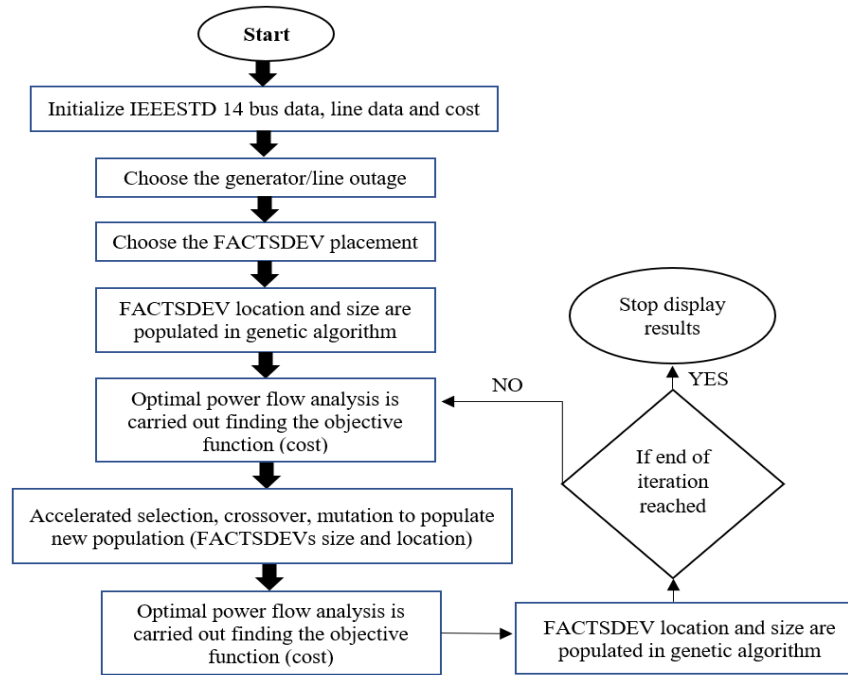 Start
Initialize IEEESTD 14 bus data, line data and cost
Choose the generator/line outage
Choose the FACTSDEV placement
FACTSDEV location and size are
populated in genetic algorithm
Optimal power flow analysis is
carried out finding the objective
function (cost)
Accelerated selection, crossover, mutation to populate
new population (FACTSDEVs size and location)
Optimal power flow analysis is
carried out finding the objective
function (cost)
FACTSDEV location and size are
populated in genetic algorithm
If end of
iteration
reached
NO
YES
Stop display
results